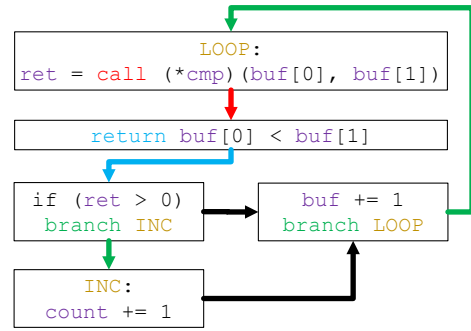 LOOP:
ret = call (*cmp)(buf[0], buf[1])
return buf[0] < buf[1]
if (ret > 0)
branch INC
buf += 1
branch LOOP
INC:
count += 1